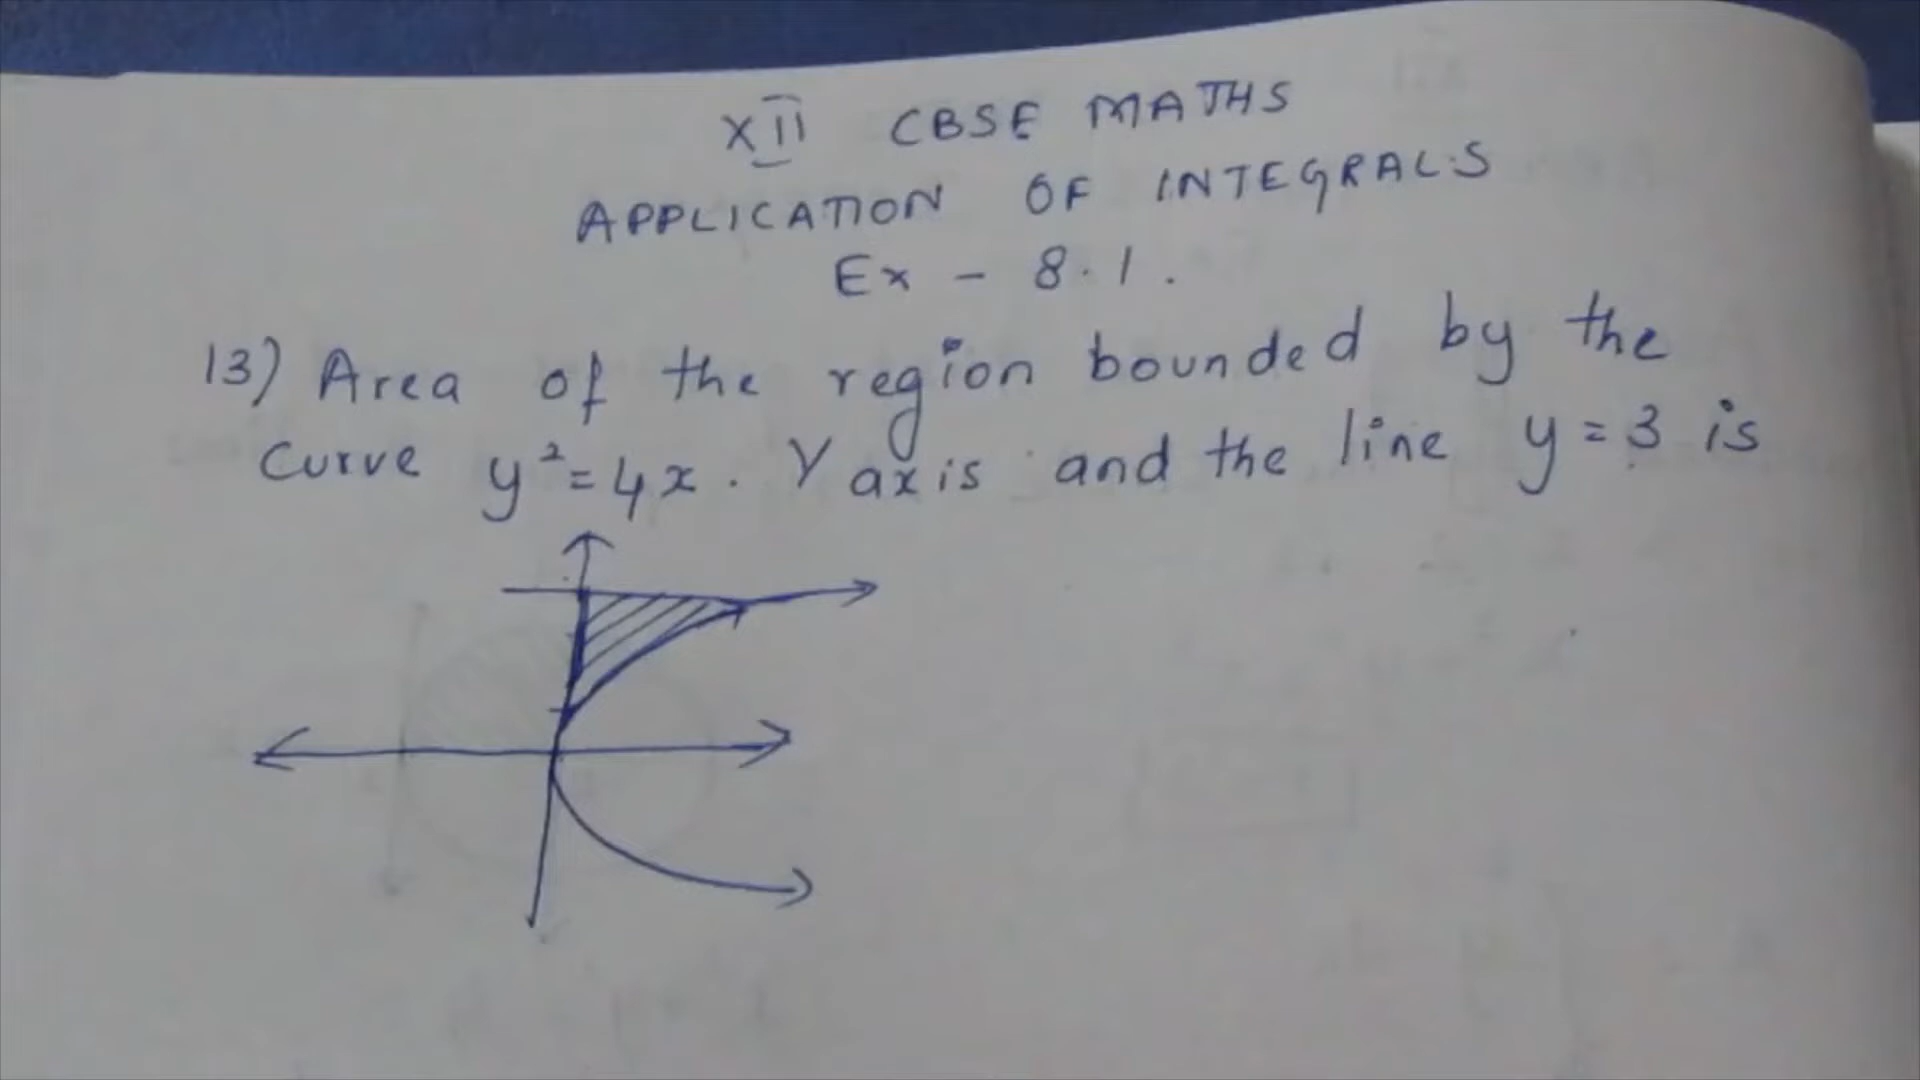 XII CBSE MATHS
APPLICATION OF INTEGRALS
Ex - 8.1.
13) Area of the region bounded by the
Curve y²=4x. Y axis and the line y=3 is